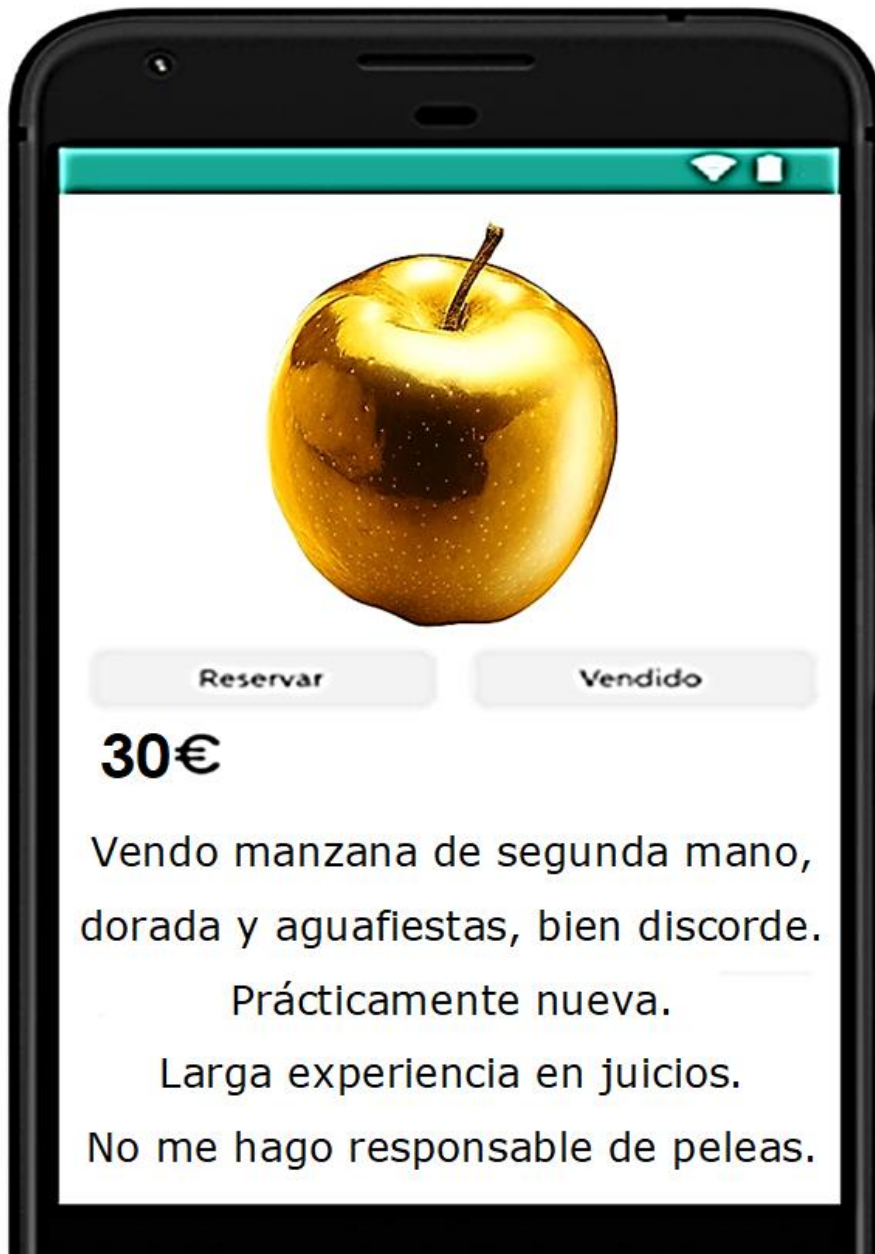 Reservar
Vendido
30€
Vendo manzana de segunda mano,
dorada y aguafiestas, bien discorde.
Prácticamente nueva.
Larga experiencia en juicios.
No me hago responsable de peleas.